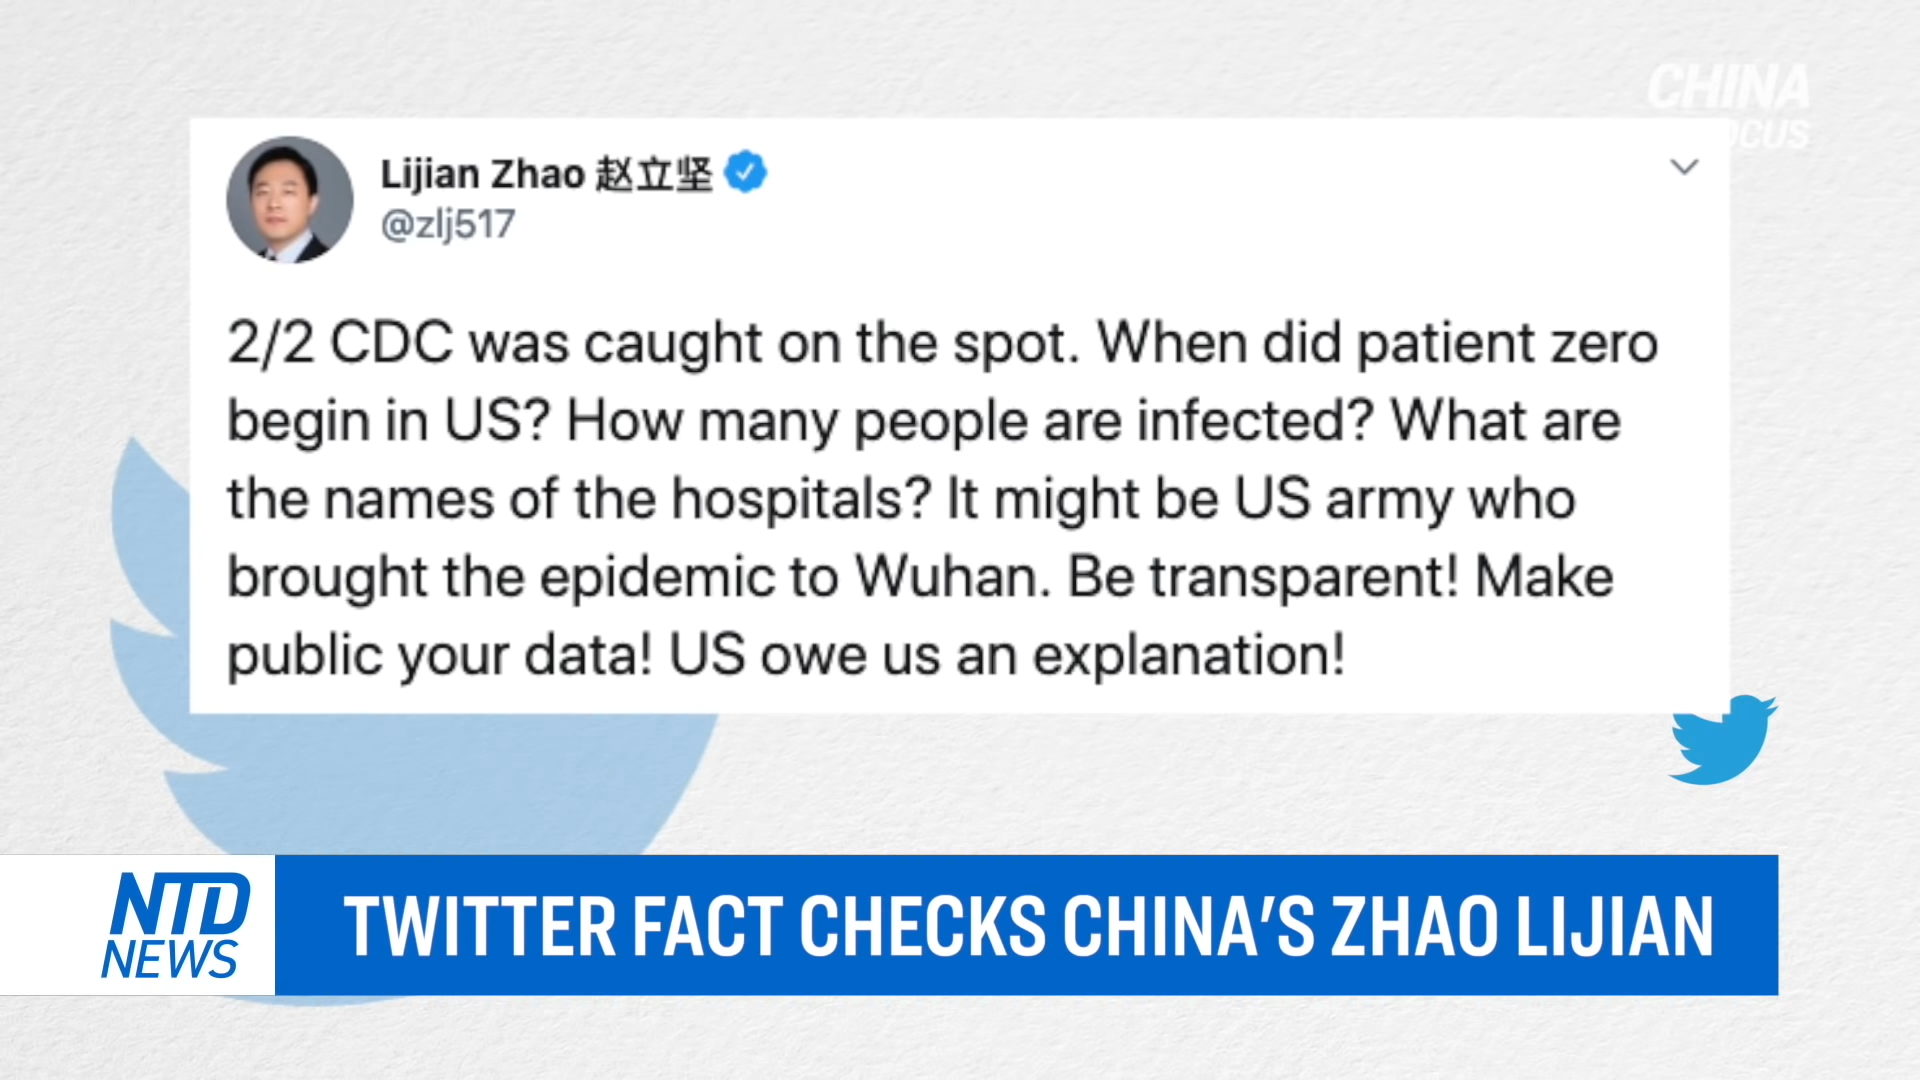 CHINA
Lijian Zhao 赵立坚
@zlj517
2/2 CDC was caught on the spot. When did patient zero
begin in US? How many people are infected? What are
the names of the hospitals? It might be US army who
brought the epidemic to Wuhan. Be transparent! Make
public your data! US owe us an explanation!
NTD
NEWS
TWITTER FACT CHECKS CHINA'S ZHAO LIJIAN